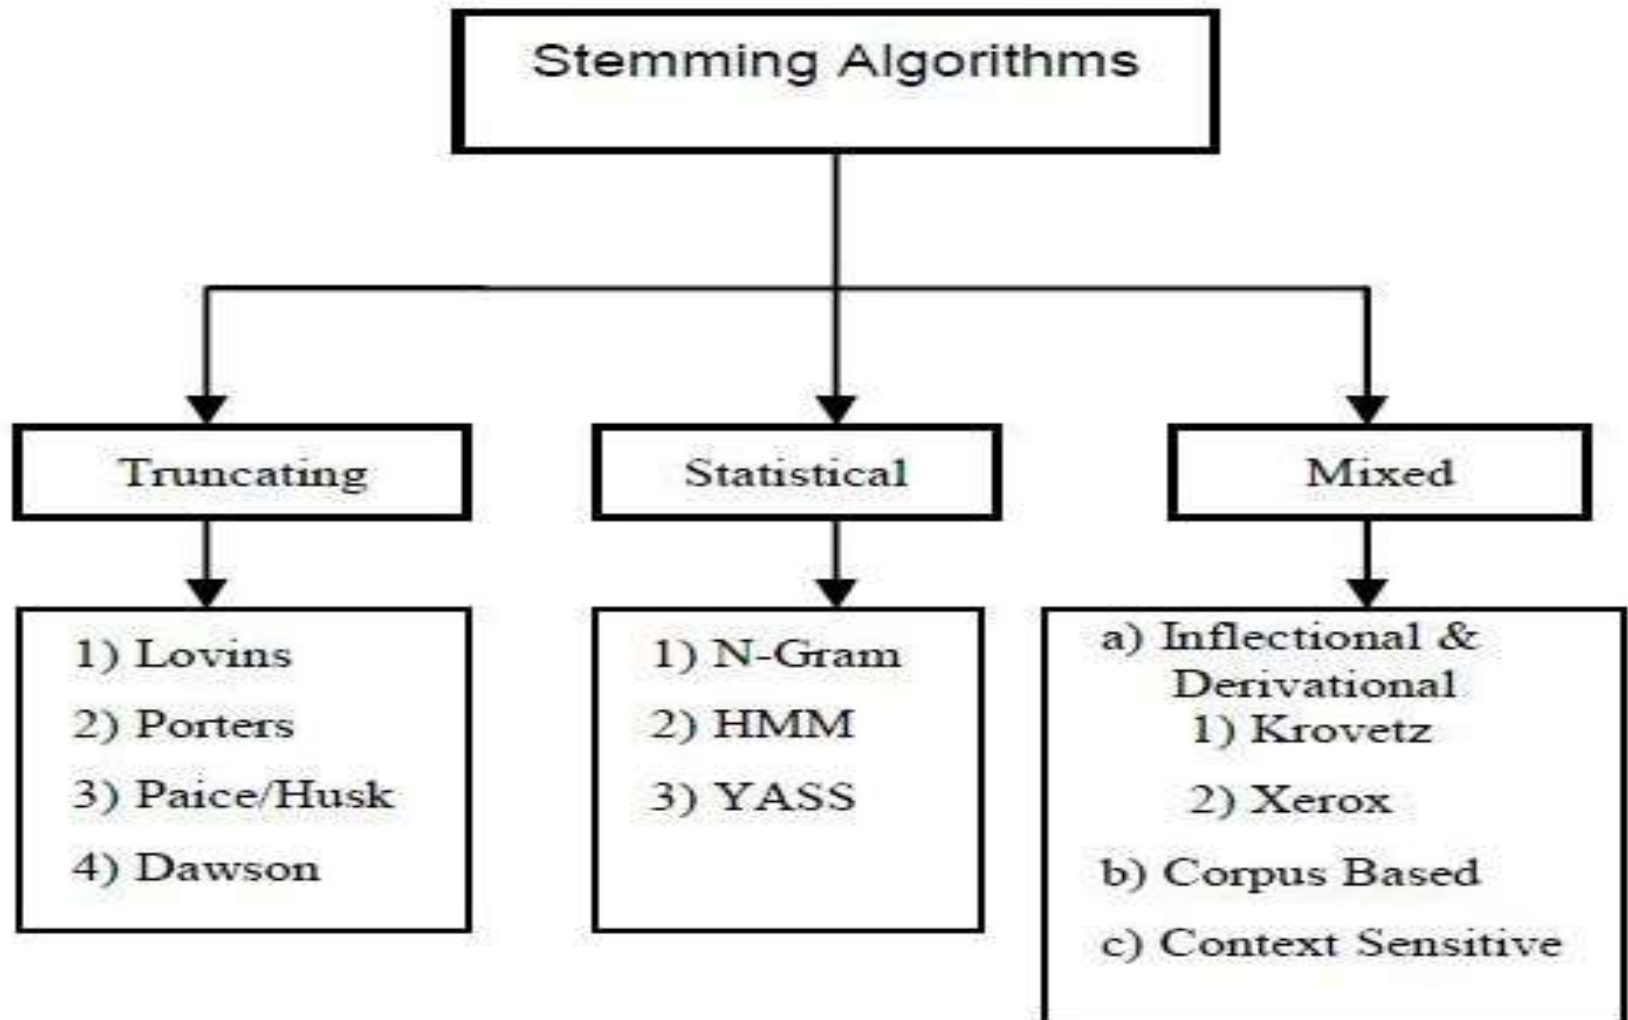 Stemming Algorithms
Truncating
Statistical
Mixed
1) Lovins
2) Porters
3) Paice/Husk
4) Dawson
1) N-Gram
2) HMM
3) YASS
a) Inflectional &
Derivational
1) Krovetz
2) Xerox
b) Corpus Based
c) Context Sensitive